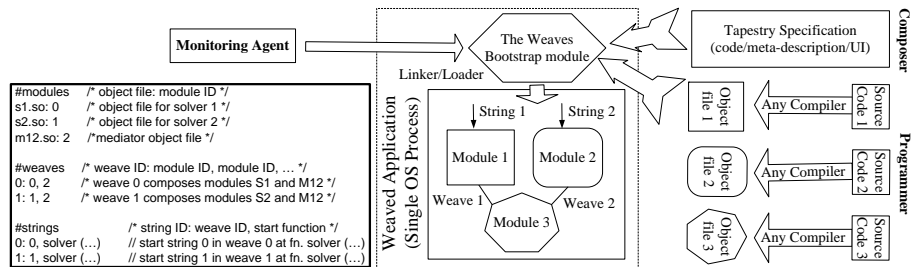 #modules /* object file: module ID */
s1.so: 0 /* object file for solver 1 */
s2.so: 1 /* object file for solver 2 */
m12.so: 2 /*mediator object file */
#weaves /* weave ID: module ID, module ID, … */
0: 0, 2 /* weave 0 composes modules S1 and M12 */
1: 1, 2 /* weave 1 composes modules S2 and M12 */
#strings /* string ID: weave ID, start function */
0: 0, solver (…) // start string 0 in weave 0 at fn. solver (…)
1: 1, solver (…) // start string 1 in weave 1 at fn. solver (…)
Monitoring Agent
The Weaves
Bootstrap module
Linker/Loader
String 1
String 2
Module 1
Module 2
Weave 1
Weave 2
Module 3
Weaved Application
(Single OS Process)
Tapestry Specification
(code/meta-description/UI)
Composer
Object
file 1
Any Compiler
Source
Code 1
Object
file 2
Any Compiler
Source
Code 2
Object
file 3
Any Compiler
Source
Code 3
Programmer